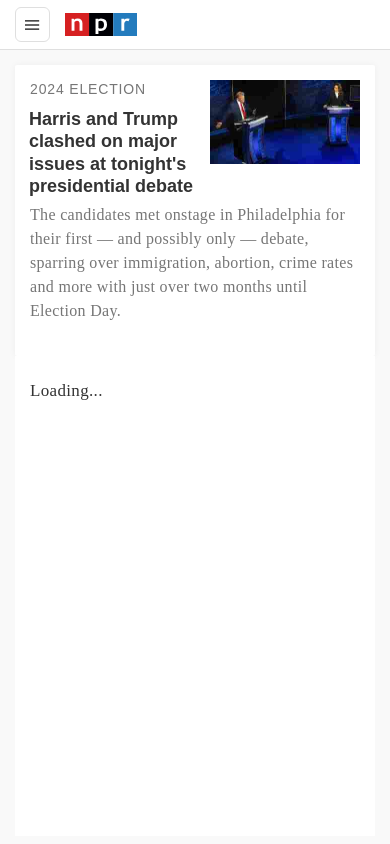 npr
2024 ELECTION
Harris and Trump
clashed on major
issues at tonight's
presidential debate
The candidates met onstage in Philadelphia for
their first — and possibly only — debate,
sparring over immigration, abortion, crime rates
and more with just over two months until
Election Day.
Loading...